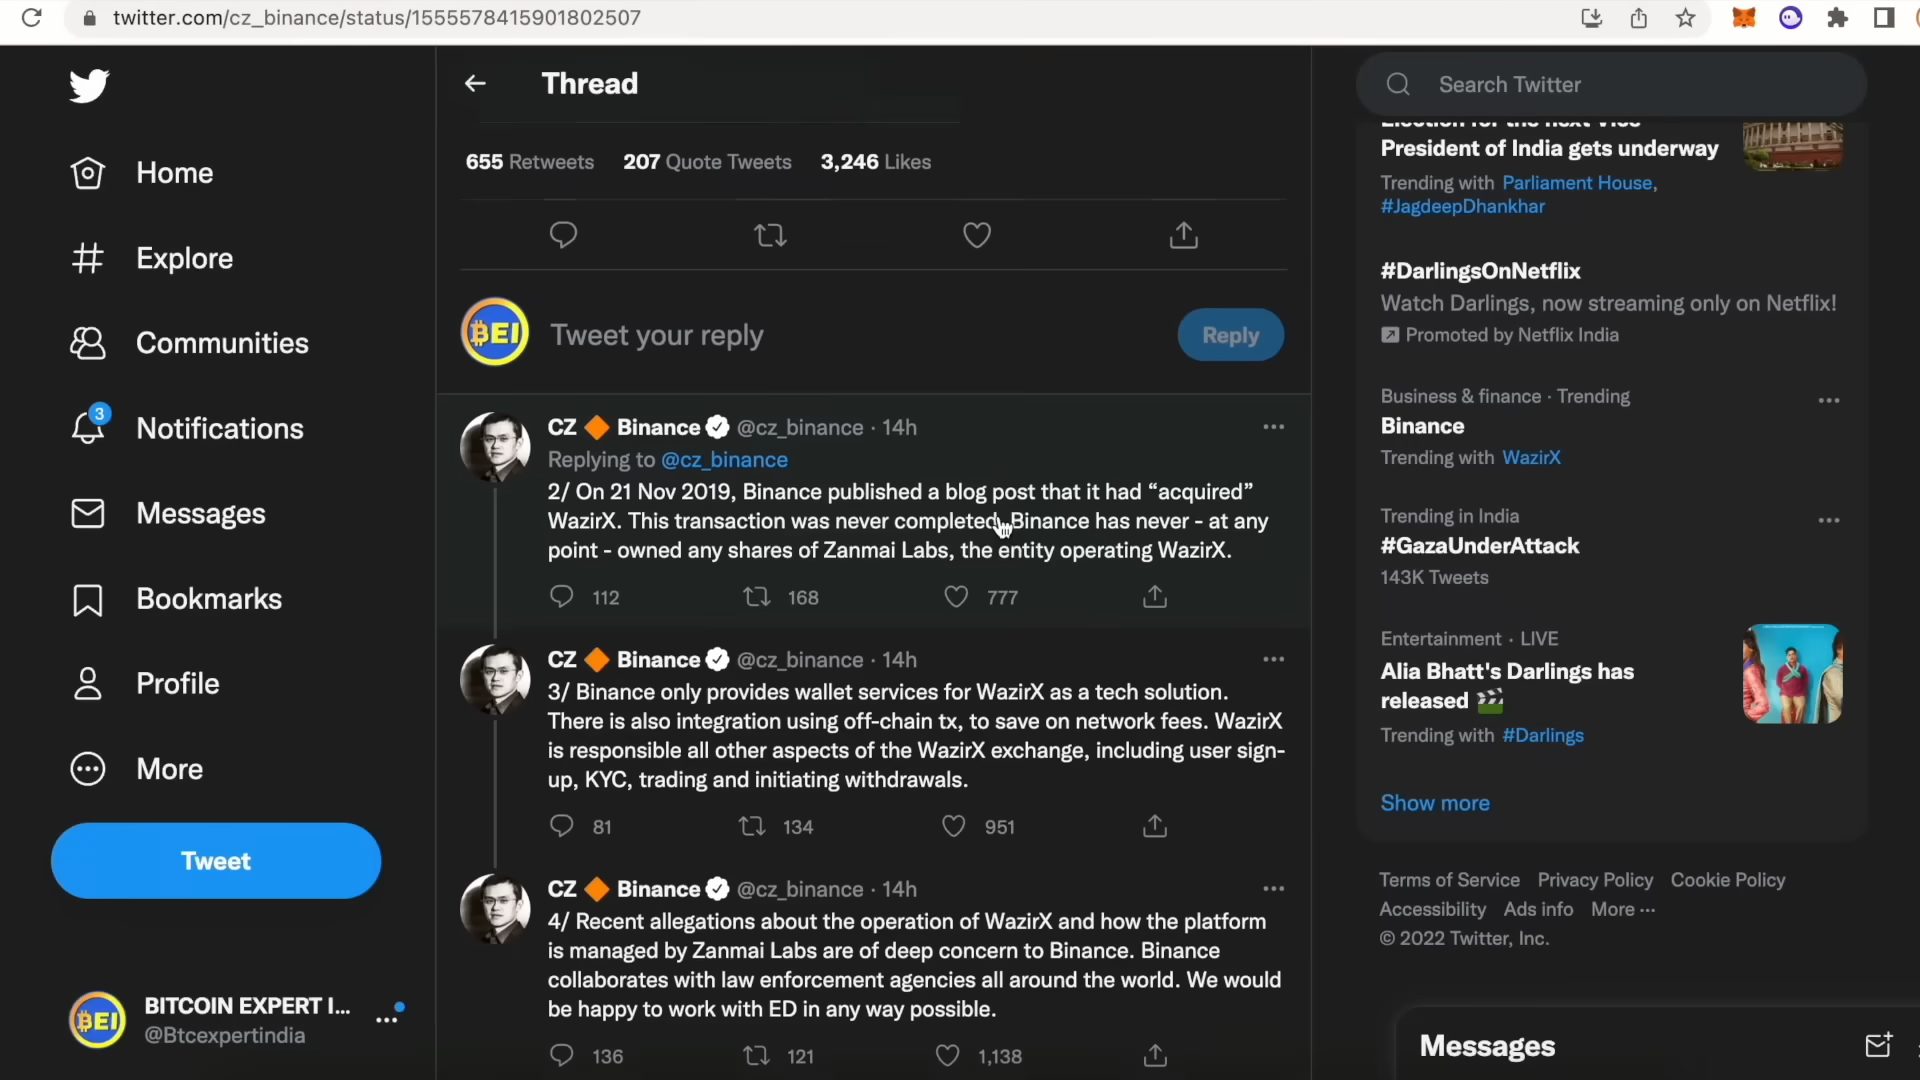 twitter.com/cz_binance/status/1555578415901802507
Home
Explore
Communities
3
Notifications
Messages
Bookmarks
Profile
More
Tweet
BEI
BITCOIN EXPERT I...
@Btcexpertindia
Thread
655 Retweets 207 Quote Tweets 3,246 Likes
BEI
Tweet your reply
Reply
CZ 🔶 Binance @cz_binance · 14h
Replying to @cz_binance
2/ On 21 Nov 2019, Binance published a blog post that it had “acquired”
WazirX. This transaction was never completed. Binance has never - at any
point - owned any shares of Zanmai Labs, the entity operating WazirX.
112 168 777
CZ 🔶 Binance @cz_binance · 14h
3/ Binance only provides wallet services for WazirX as a tech solution.
There is also integration using off-chain tx, to save on network fees. WazirX
is responsible all other aspects of the WazirX exchange, including user sign-
up, KYC, trading and initiating withdrawals.
81 134 951
CZ 🔶 Binance @cz_binance · 14h
4/ Recent allegations about the operation of WazirX and how the platform
is managed by Zanmai Labs are of deep concern to Binance. Binance
collaborates with law enforcement agencies all around the world. We would
be happy to work with ED in any way possible.
136 121 1,138
Search Twitter
Election for the next Vice
President of India gets underway
Trending with Parliament House,
#JagdeepDhankhar
#DarlingsOnNetflix
Watch Darlings, now streaming only on Netflix!
Promoted by Netflix India
Business & finance · Trending
Binance
Trending with WazirX
Trending in India
#GazaUnderAttack
143K Tweets
Entertainment · LIVE
Alia Bhatt's Darlings has
released 🎬
Trending with #Darlings
Show more
Terms of Service Privacy Policy Cookie Policy
Accessibility Ads info More ···
© 2022 Twitter, Inc.
Messages